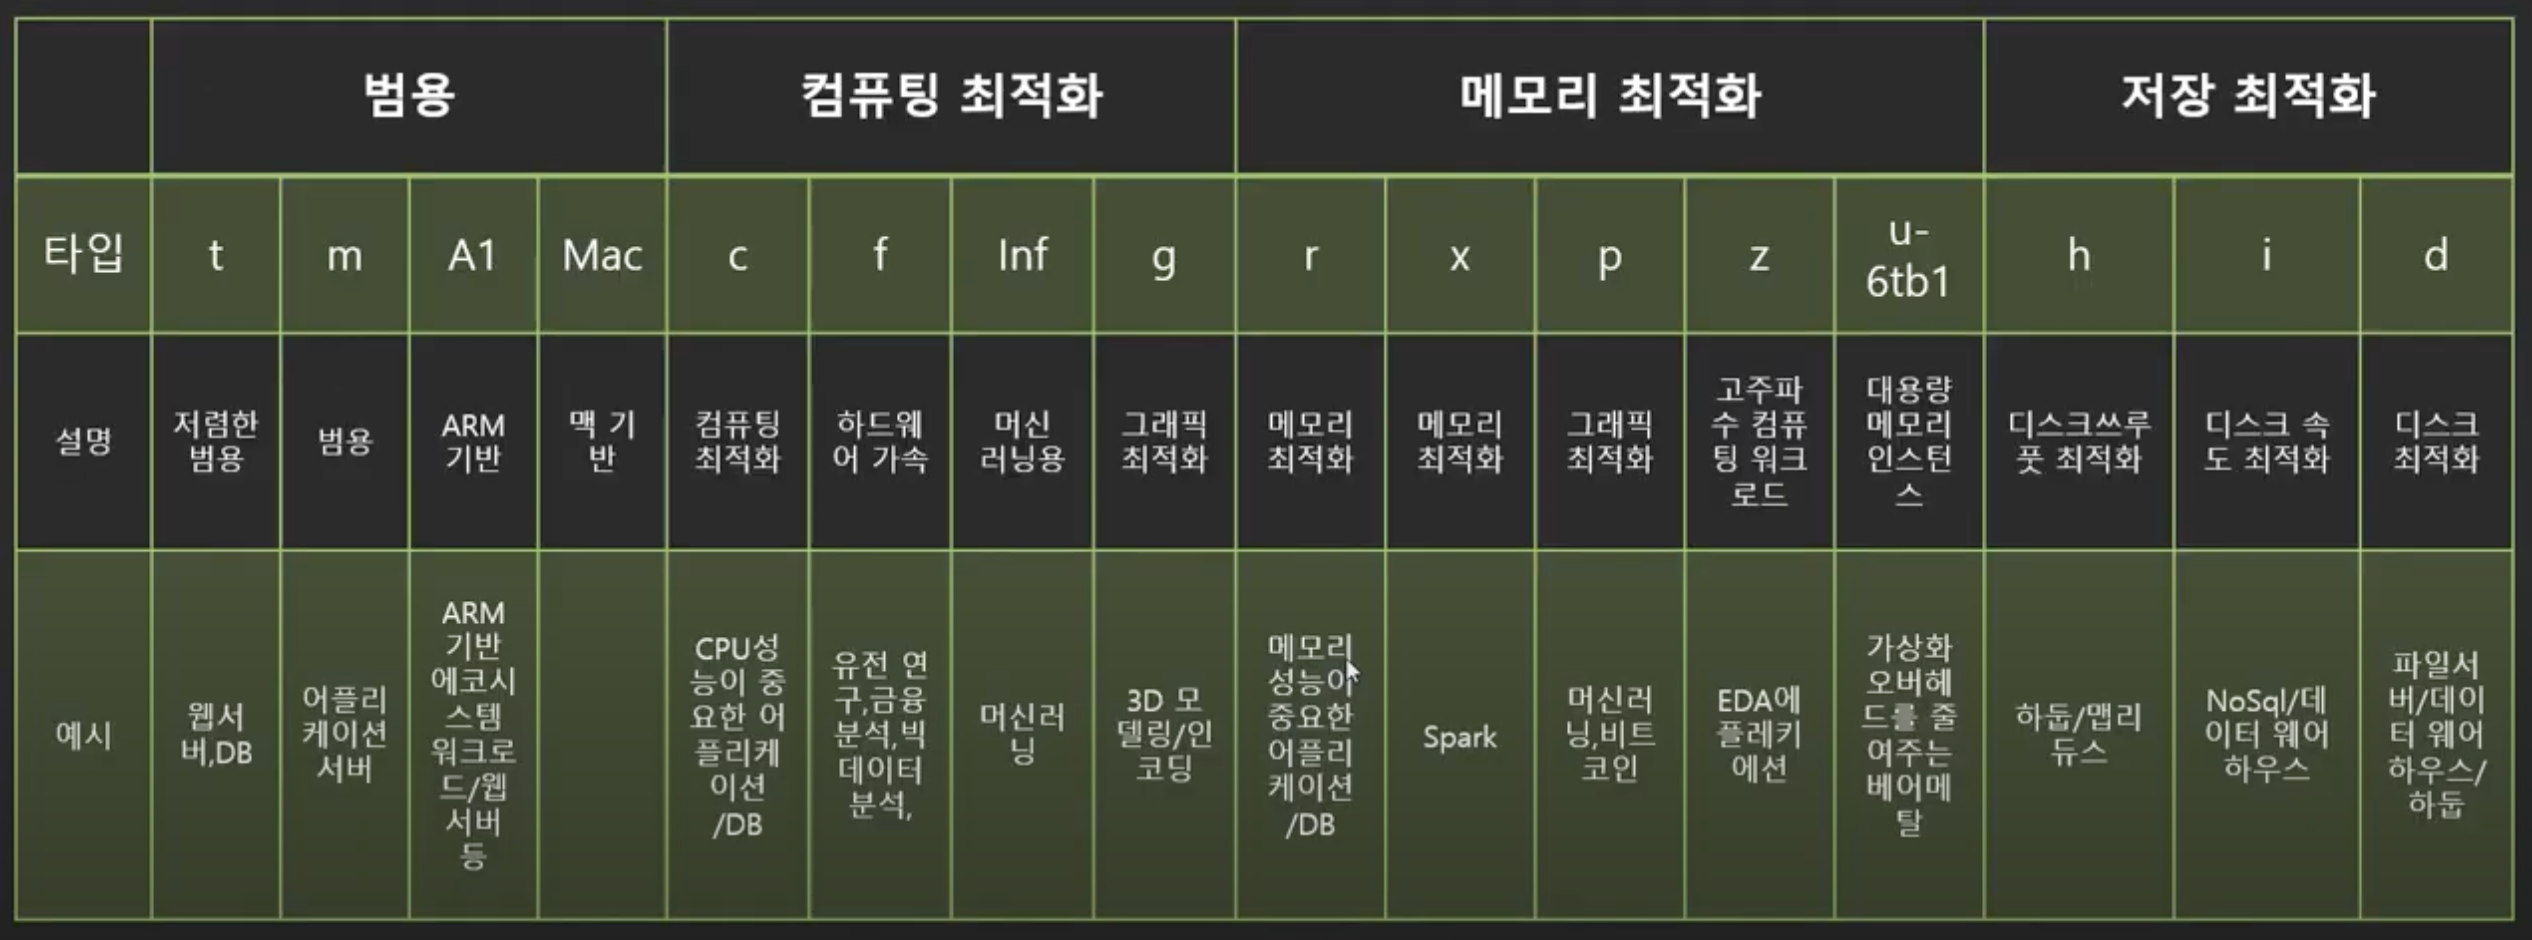 범용
컴퓨팅 최적화
메모리 최적화
저장 최적화
타입
t
m
A1
Mac
c
f
Inf
g
r
x
p
z
u-
6tb1
h
i
d
설명
저렴한
범용
범용
ARM
기반
맥 기
반
컴퓨팅
최적화
하드웨
어 가속
머신
러닝용
그래픽
최적화
메모리
최적화
메모리
최적화
그래픽
최적화
고주파
수 컴퓨
팅 워크
로드
대용량
메모리
인스턴
스
디스크쓰루
풋 최적화
디스크 속
도 최적화
디스크
최적화
예시
웹서
버,DB
어플리
케이션
서버
ARM
기반
에코시
스템
워크로
드/웹
서버
등
CPU성
능이 중
요한 어
플리케
이션
/DB
유전 연
구,금융
분석,빅
데이터
분석,
머신러
닝
3D 모
델링/인
코딩
메모리
성능이
중요한
어플리
케이션
/DB
Spark
머신러
닝,비트
코인
EDA에
플레키
에션
가상화
오버헤
드를 줄
여주는
베어메
탈
하둡/맵리
듀스
NoSql/데
이터 웨어
하우스
파일서
버/데이
터 웨어
하우스/
하둡